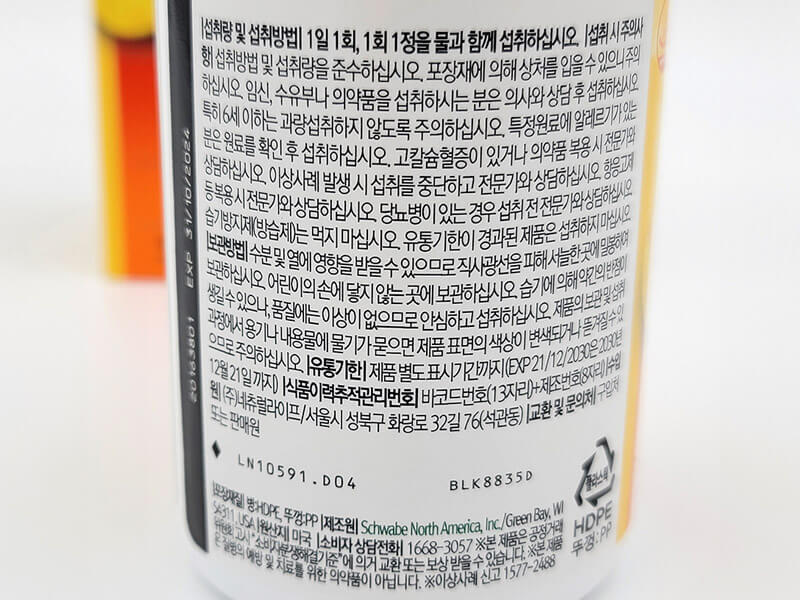 |섭취량 및 섭취방법| 1일 1회, 1회 1정을 물과 함께 섭취하십시오. |섭취 시 주의사
항| 섭취방법 및 섭취량을 준수하십시오. 포장재에 의해 상처를 입을 수 있으니 주의
하십시오. 임신, 수유부나 의약품을 섭취하시는 분은 의사와 상담 후 섭취하십시오.
특히 6세 이하는 과량섭취하지 않도록 주의하십시오. 특정원료에 알레르기가 있는
분은 원료를 확인 후 섭취하십시오. 고칼슘혈증이 있거나 의약품 복용 시 전문가와
상담하십시오. 이상사례 발생 시 섭취를 중단하고 전문가와 상담하십시오. 항응고제
등 복용 시 전문가와 상담하십시오. 당뇨병이 있는 경우 섭취 전 전문가와 상담하십시오.
습기방지제(방습제)는 먹지 마십시오. 유통기한이 경과된 제품은 섭취하지 마십시오.
|보관방법| 수분 및 열에 영향을 받을 수 있으므로 직사광선을 피해 서늘한 곳에 밀봉하여
보관하십시오. 어린이의 손에 닿지 않는 곳에 보관하십시오. 습기에 의해 약간의 반점이
생길 수 있으나, 품질에는 이상이 없으므로 안심하고 섭취하십시오. 제품의 보관 및 섭취
과정에서 용기나 내용물에 물기가 묻으면 제품 표면의 색상이 변색되거나 뜯겨질 수 있
으므로 주의하십시오. |유통기한| 제품 별도 표시기간까지(EXP 21/12/2030은 2030년
12월 21일 까지) |식품이력추적관리번호| 바코드번호(13자리)+제조번호(8자리) |수입
원| (주)네츄럴라이프/서울시 성북구 화랑로 32길 76(석관동) |교환 및 문의처| 구입처
또는 판매원
20163801 EXP 31/10/2024
LN10591.D04
BLK8835D
|포장재질| 병:HDPE, 뚜껑:PP |제조원| Schwabe North America, Inc./Green Bay, WI
54311, USA |원산지| 미국 |소비자 상담전화| 1668-3057 ※본 제품은 공정거래
위원회 고시 "소비자분쟁해결기준"에 의거 교환 또는 보상 받을 수 있습니다. ※본 제품
은 질병의 예방 및 치료를 위한 의약품이 아닙니다. ※이상사례 신고 1577-2488
플라스틱
HDPE
뚜껑:PP